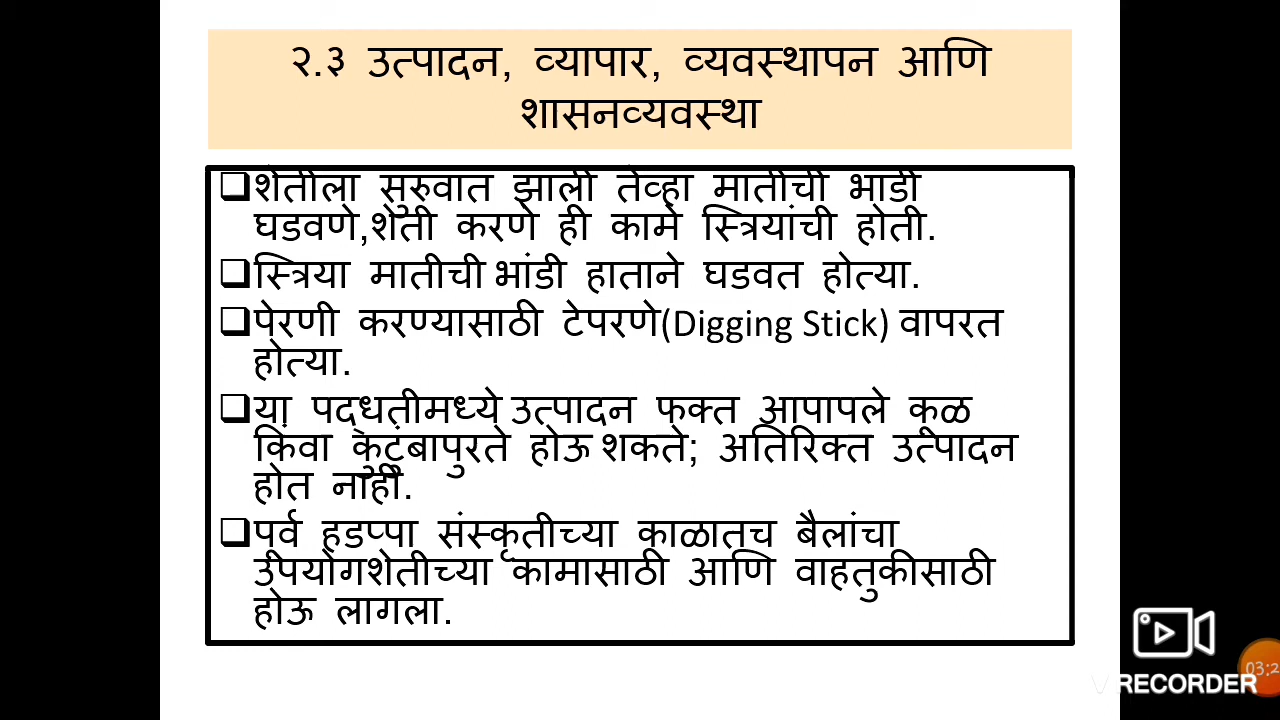 २.३ उत्पादन, व्यापार, व्यवस्थापन आणि
शासनव्यवस्था
शेतीला सुरुवात झाली तेव्हा मातीची भांडी
घडवणे,शेती करणे ही कामे स्त्रियांची होती.
स्त्रिया मातीची भांडी हाताने घडवत होत्या.
पेरणी करण्यासाठी टेपरणे(Digging Stick) वापरत
होत्या.
या पद्धतीमध्ये उत्पादन फक्त आपापले कुळ
किंवा कुटुंबापुरते होऊ शकते; अतिरिक्त उत्पादन
होत नाही.
पूर्व हडप्पा संस्कृतीच्या काळातच बैलांचा
उपयोगशेतीच्या कामासाठी आणि वाहतुकीसाठी
होऊ लागला.
03:2
V RECORDER